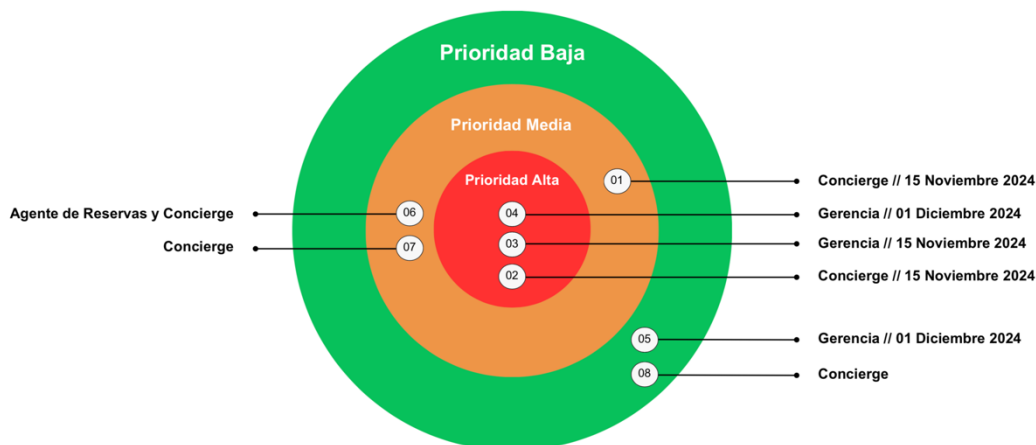 Prioridad Baja
Prioridad Media
Prioridad Alta
01
Concierge // 15 Noviembre 2024
Agente de Reservas y Concierge
06
04
Gerencia // 01 Diciembre 2024
Concierge
07
03
Gerencia // 15 Noviembre 2024
02
Concierge // 15 Noviembre 2024
05
Gerencia // 01 Diciembre 2024
08
Concierge